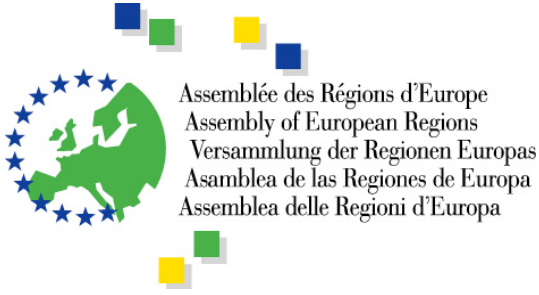 Assemblée des Régions d'Europe
Assembly of European Regions
Versammlung der Regionen Europas
Asamblea de las Regiones de Europa
Assemblea delle Regioni d'Europa